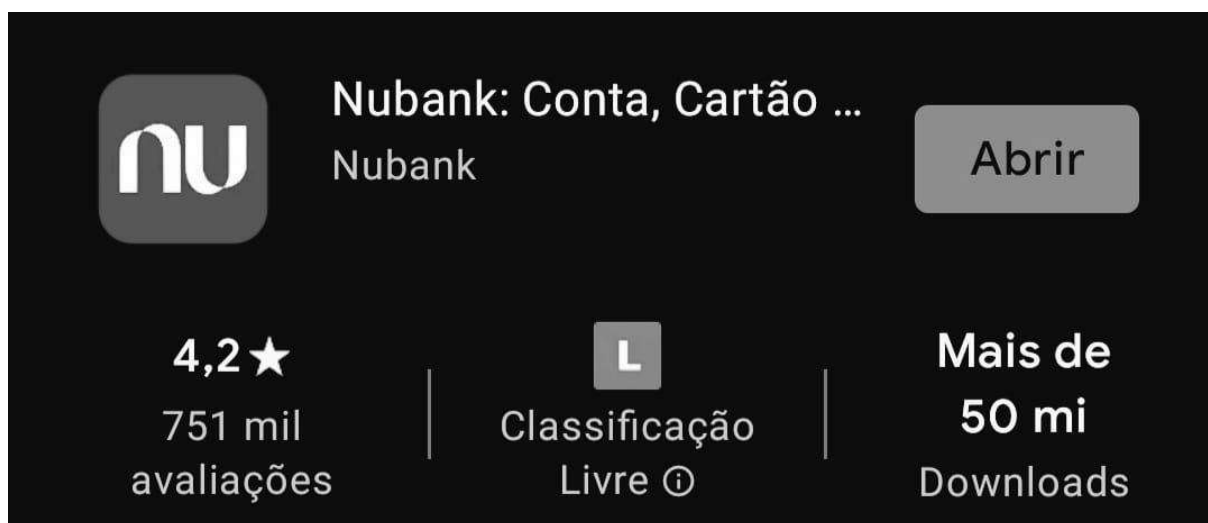 nu
Nubank: Conta, Cartão ...
Nubank
Abrir
4,2★
751 mil
avaliações
L
Classificação
Livre ⓘ
Mais de
50 mi
Downloads